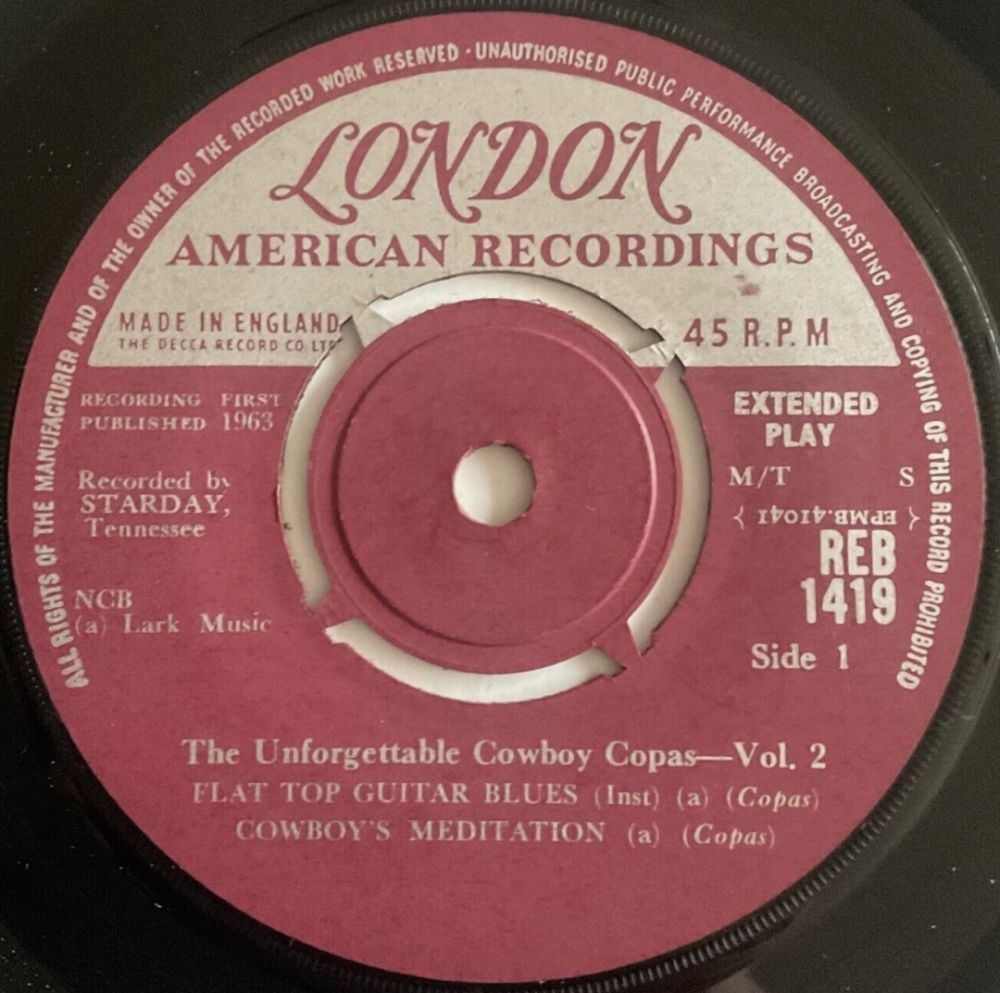 ALL RIGHTS OF THE MANUFACTURER AND OF THE OWNER OF THE RECORDED WORK RESERVED · UNAUTHORISED PUBLIC PERFORMANCE BROADCASTING AND COPYING OF THIS RECORD PROHIBITED
LONDON
AMERICAN RECORDINGS
MADE IN ENGLAND
THE DECCA RECORD CO LTD
45 R.P.M
RECORDING FIRST
PUBLISHED 1963
Recorded by
STARDAY,
Tennessee
NCB
(a) Lark Music
EXTENDED
PLAY
M/T S
{ EPMB.41041 }
REB
1419
Side 1
The Unforgettable Cowboy Copas—Vol. 2
FLAT TOP GUITAR BLUES (Inst) (a) (Copas)
COWBOY'S MEDITATION (a) (Copas)